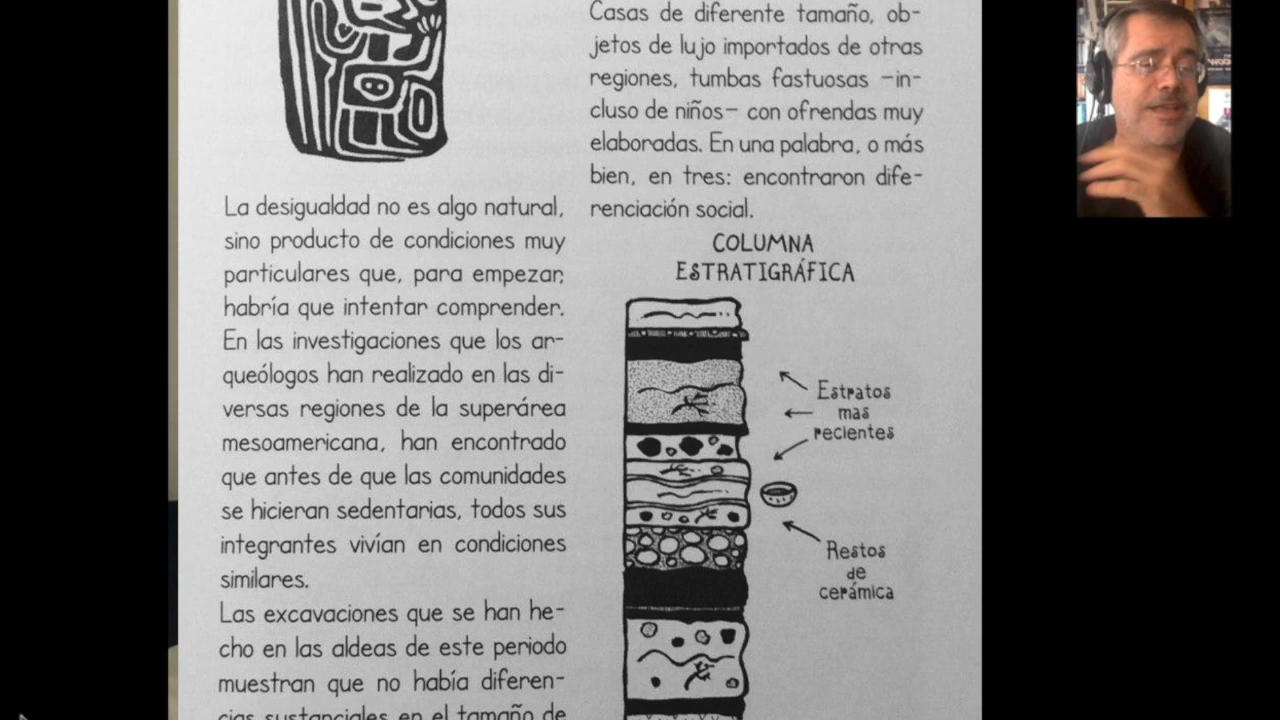 La desigualdad no es algo natural,
sino producto de condiciones muy
particulares que, para empezar,
habría que intentar comprender.
En las investigaciones que los ar-
queólogos han realizado en las di-
versas regiones de la superárea
mesoamericana, han encontrado
que antes de que las comunidades
se hicieran sedentarias, todos sus
integrantes vivían en condiciones
similares.
Las excavaciones que se han he-
cho en las aldeas de este periodo
muestran que no había diferen-
cias sustanciales en el tamaño de
Casas de diferente tamaño, ob-
jetos de lujo importados de otras
regiones, tumbas fastuosas —in-
cluso de niños— con ofrendas muy
elaboradas. En una palabra, o más
bien, en tres: encontraron dife-
renciación social.
COLUMNA
ESTRATIGRÁFICA
Estratos
mas
recientes
Restos
de
cerámica